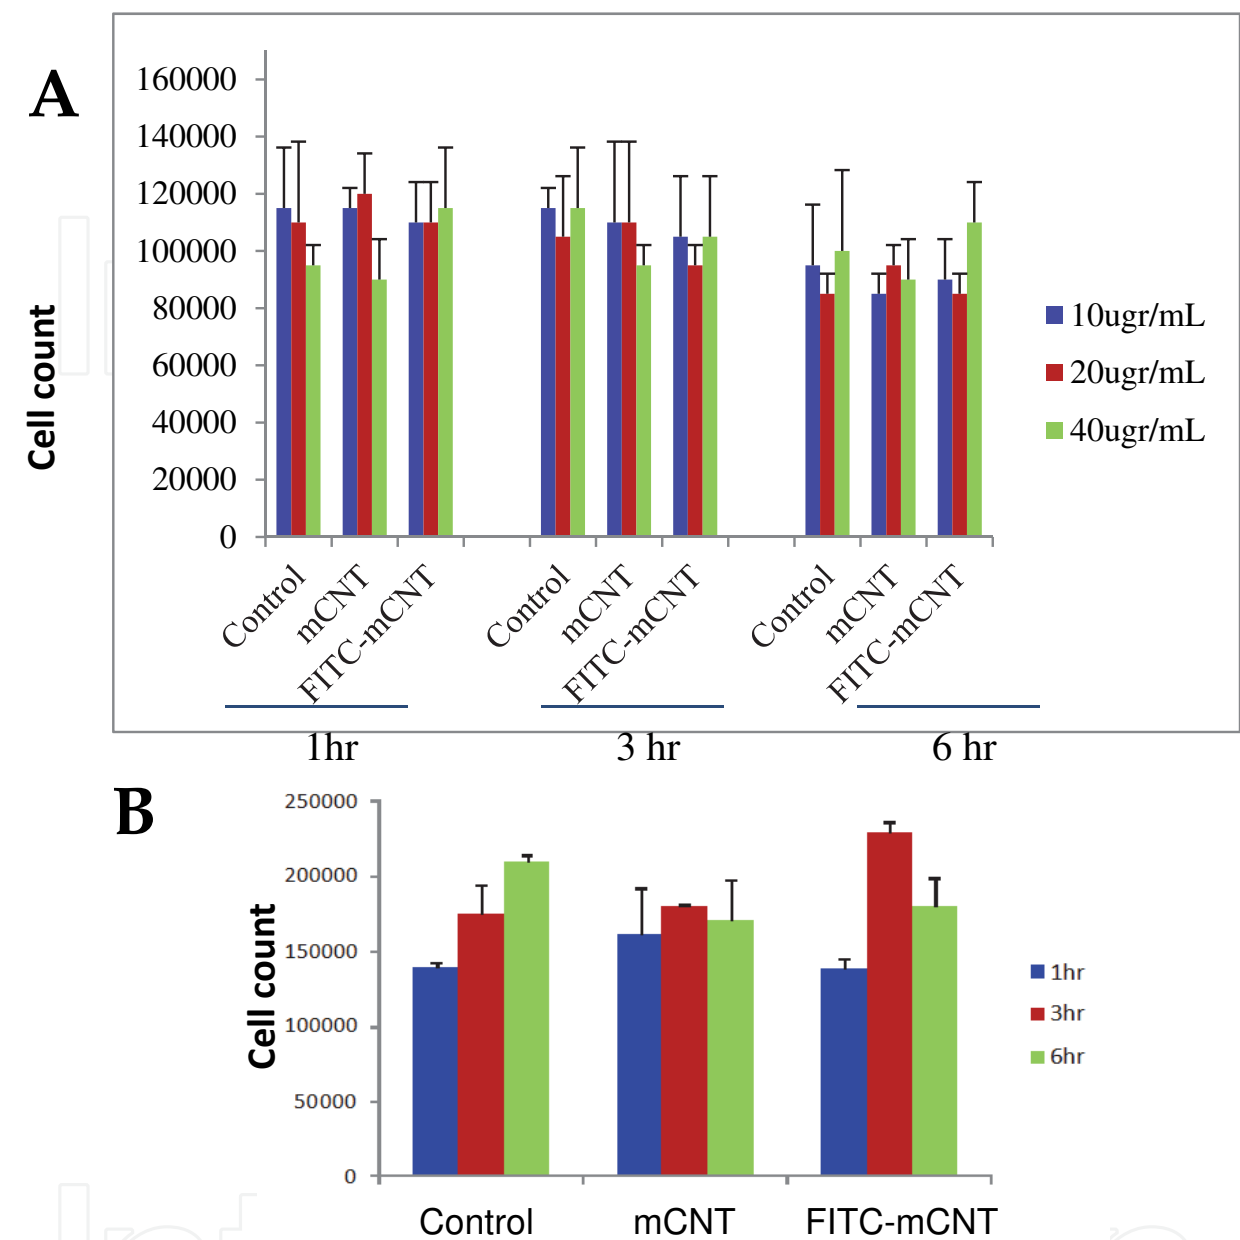 A
160000
140000
120000
100000
80000
60000
40000
20000
0
Cell count
10ugr/mL
20ugr/mL
40ugr/mL
Control
mCNT
FITC-mCNT
Control
mCNT
FITC-mCNT
Control
mCNT
FITC-mCNT
1hr
3 hr
6 hr
B
250000
200000
150000
100000
50000
0
Cell count
1hr
3hr
6hr
Control
mCNT
FITC-mCNT